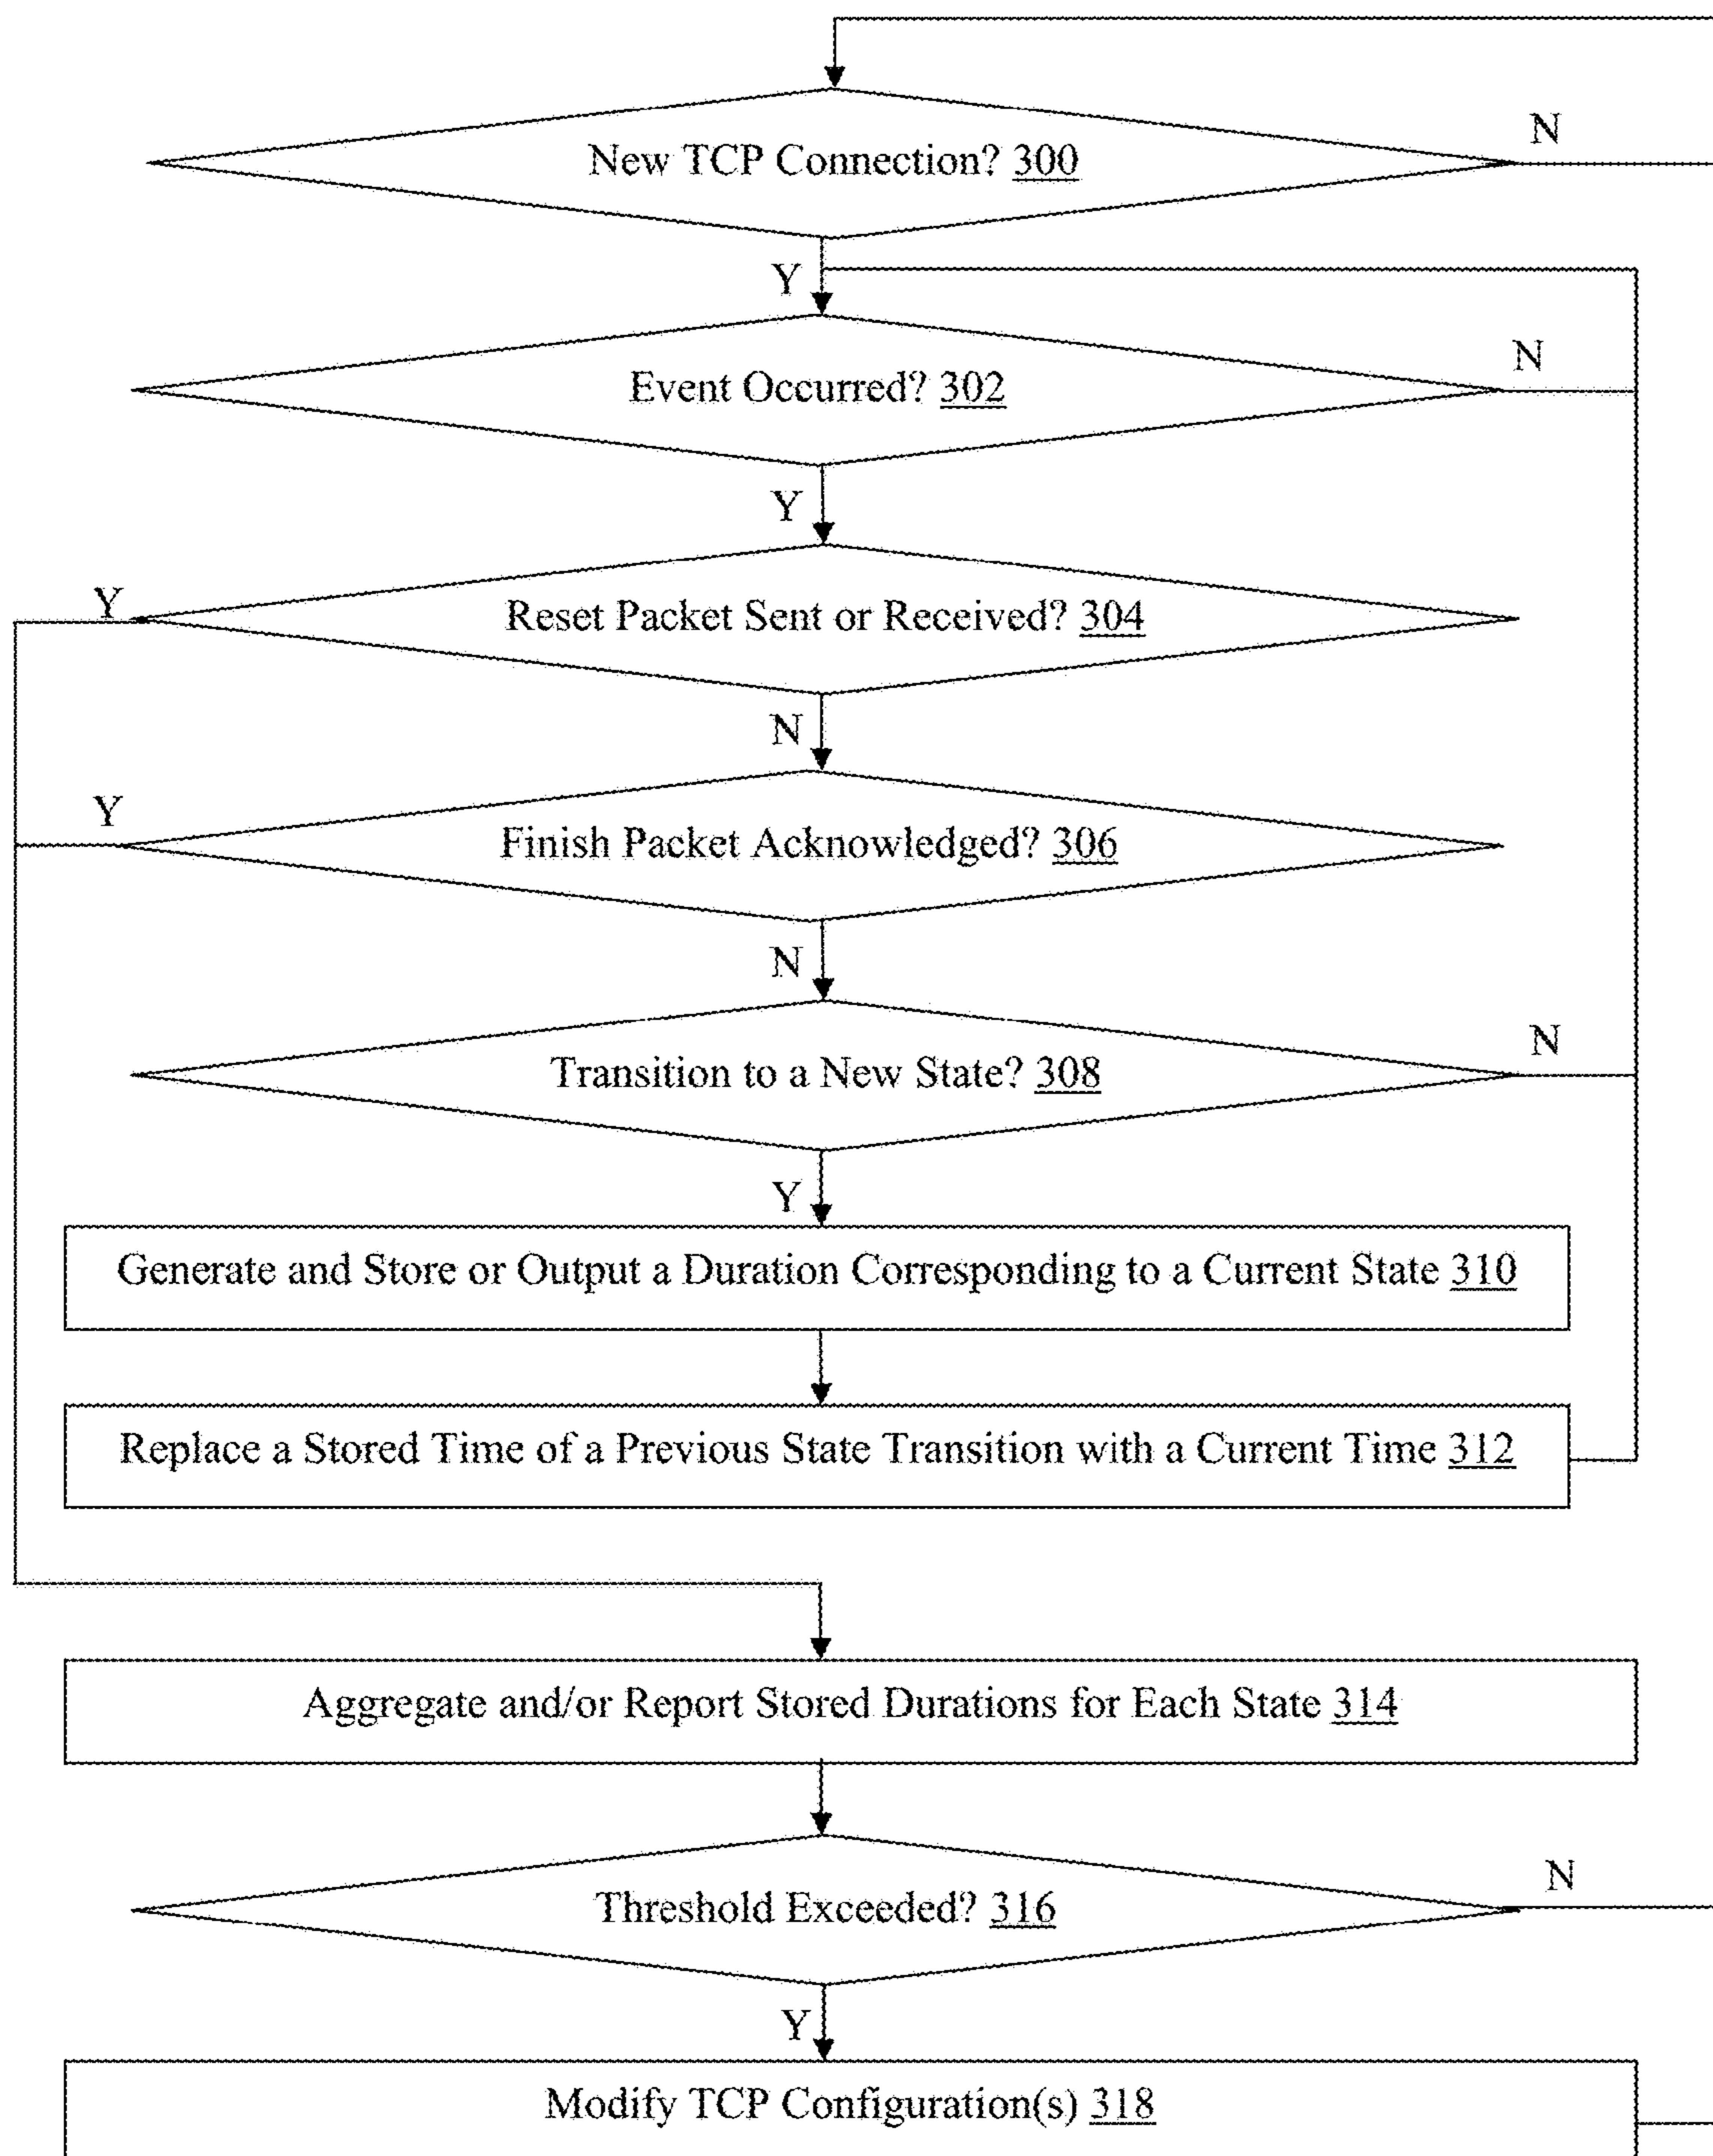 New TCP Connection? 300
N
Y
Event Occurred? 302
N
Y
Reset Packet Sent or Received? 304
Y
N
Finish Packet Acknowledged? 306
Y
N
Transition to a New State? 308
N
Y
Generate and Store or Output a Duration Corresponding to a Current State 310
Replace a Stored Time of a Previous State Transition with a Current Time 312
Aggregate and/or Report Stored Durations for Each State 314
Threshold Exceeded? 316
N
Y
Modify TCP Configuration(s) 318